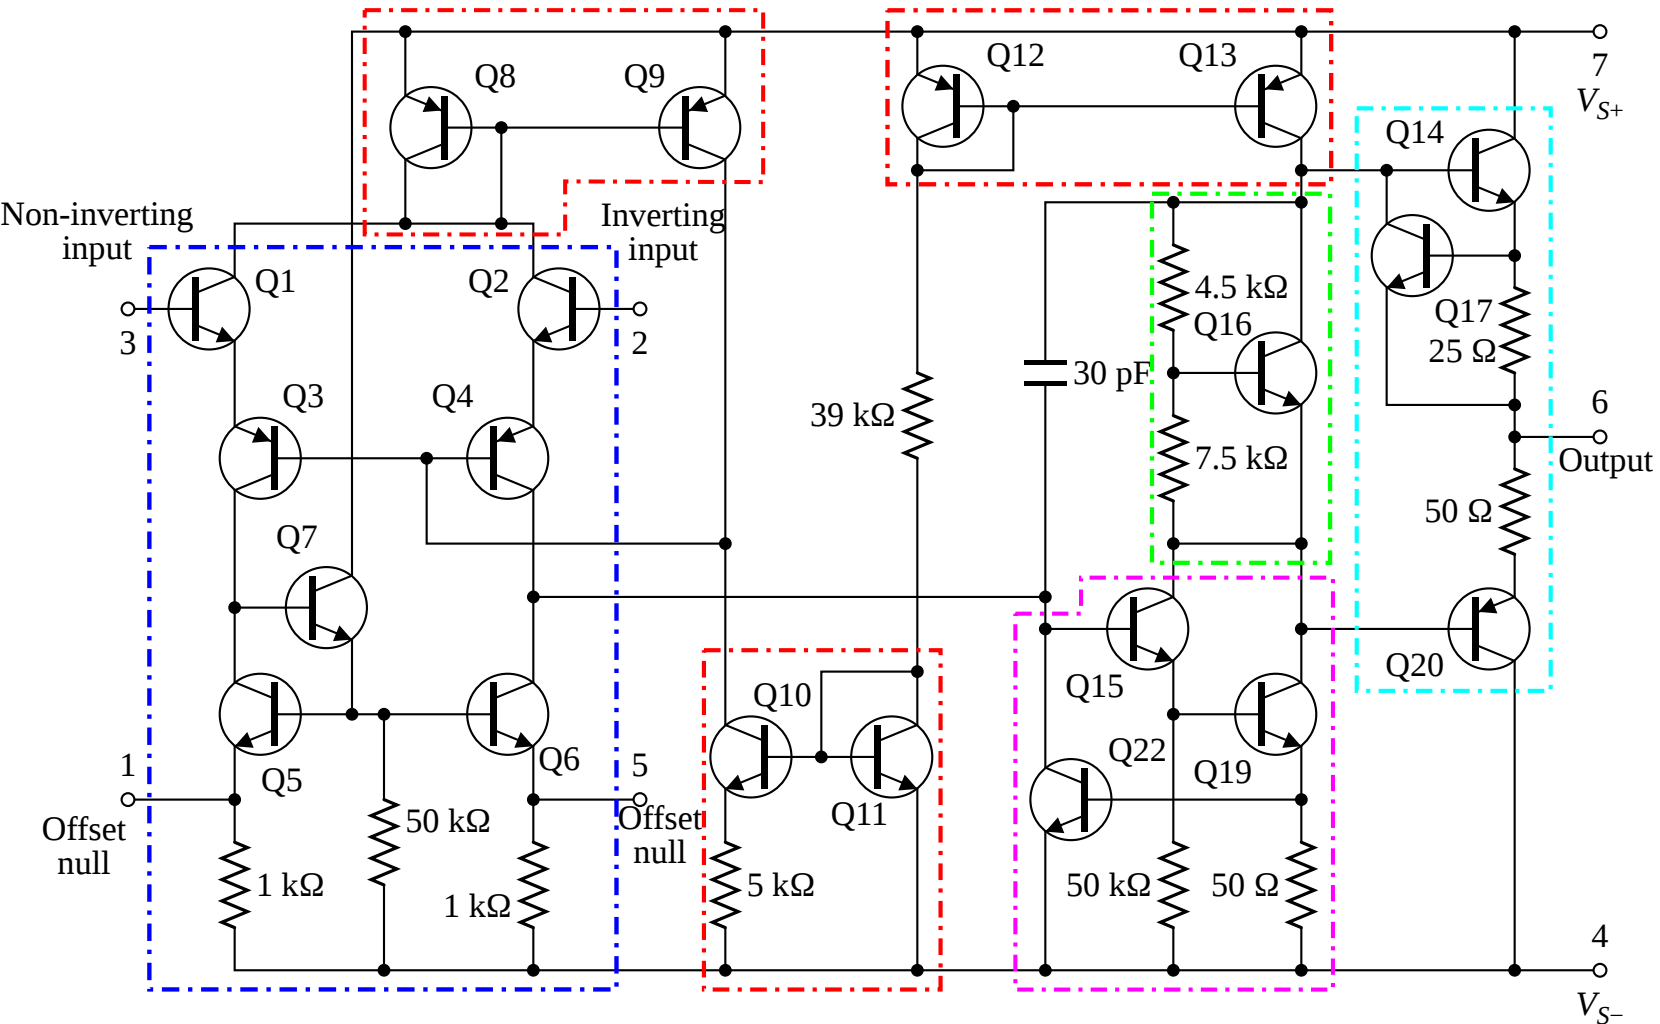 Q8
Q9
Q12
Q13
7
VS+
Q14
Non-inverting
input
Inverting
input
Q1
Q2
3
2
4.5 kΩ
Q16
Q17
25 Ω
30 pF
Q3
Q4
39 kΩ
7.5 kΩ
6
Output
50 Ω
Q7
Q15
Q20
Q10
Q22
Q19
1
Q5
Q6
5
Offset
null
50 kΩ
Offset
null
Q11
1 kΩ
1 kΩ
5 kΩ
50 kΩ
50 Ω
4
VS−